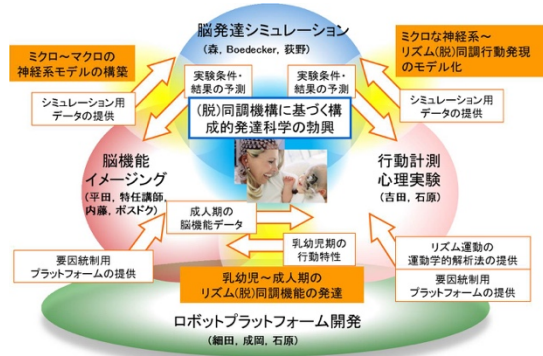 脳発達シミュレーション
(森, Boedecker, 荻野)
ミクロ～マクロの
神経系モデルの構築
ミクロな神経系～
リズム(脱)同調行動発現
のモデル化
実験条件・
結果の予測
実験条件・
結果の予測
シミュレーション用
データの提供
シミュレーション用
データの提供
(脱)同調機構に基づく構
成的発達科学の勃興
脳機能
イメージング
(平田, 特任講師,
内藤, ポスドク)
行動計測
心理実験
(吉田, 石原)
成人期の
脳機能データ
乳幼児期の
行動特性
要因統制用
プラットフォームの提供
リズム運動の
運動学的解析法の提供
要因統制用
プラットフォームの提供
乳幼児～成人期の
リズム(脱)同調機能の発達
ロボットプラットフォーム開発
(細田, 成岡, 石原)